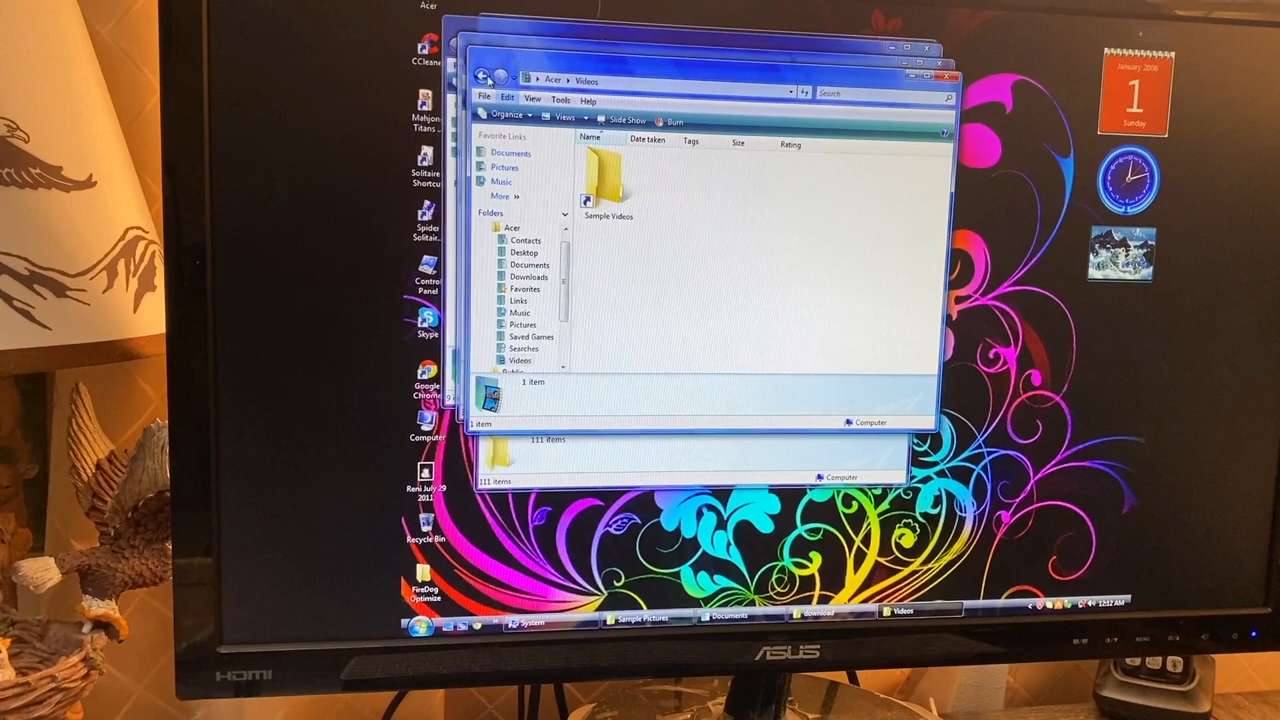 Acer
CCleaner
Mahjong
Titans ...
Solitaire
Shortcut
Spider
Solitair...
Control
Panel
Skype
Google
Chrome
Computer
Reni July 29
2011
Recycle Bin
FireDog
Optimize
Acer Videos
Search
File Edit View Tools Help
Organize Views Slide Show Burn
Favorite Links
Documents
Pictures
Music
More
Folders
Acer
Contacts
Desktop
Documents
Downloads
Favorites
Links
Music
Pictures
Saved Games
Searches
Videos
Public
Name Date taken Tags Size Rating
Sample Videos
1 item
1 item Computer
111 items
111 items Computer
January 2006
1
Sunday
System Sample Pictures Documents download Videos 12:12 AM
HDMI
ASUS
MENU